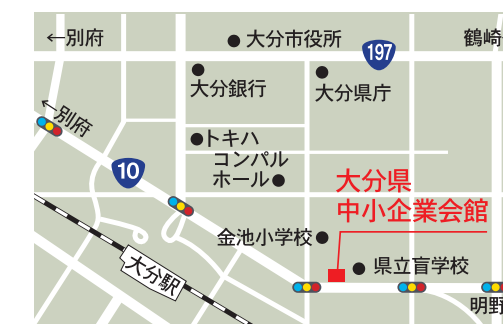 ←別府
大分市役所
鶴崎
197
大分銀行
大分県庁
←別府
トキハ
コンパル
ホール
10
大分県
中小企業会館
金池小学校
県立盲学校
大分駅
明野